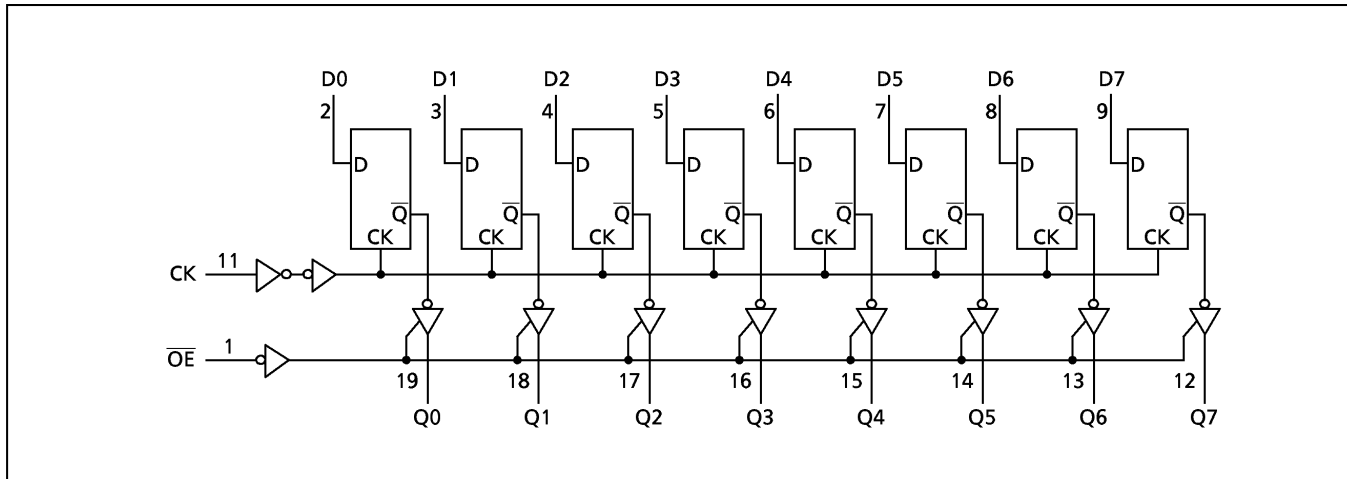 D0 D1 D2 D3 D4 D5 D6 D7
2 3 4 5 6 7 8 9
D D D D D D D D
Q̅ Q̅ Q̅ Q̅ Q̅ Q̅ Q̅ Q̅
CK CK CK CK CK CK CK CK
CK 11
O̅E̅ 1
19 18 17 16 15 14 13 12
Q0 Q1 Q2 Q3 Q4 Q5 Q6 Q7